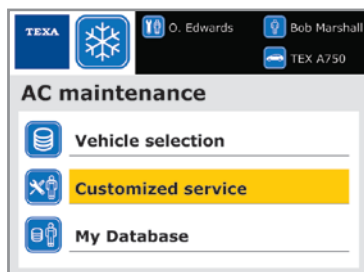 TEXA
O. Edwards
Bob Marshall
TEX A750
AC maintenance
Vehicle selection
Customized service
My Database